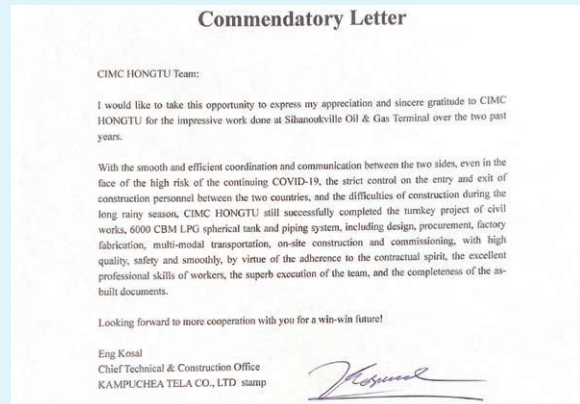 Commendatory Letter
CIMC HONGTU Team:
I would like to take this opportunity to express my appreciation and sincere gratitude to CIMC
HONGTU for the impressive work done at Sihanoukville Oil & Gas Terminal over the two past
years.
With the smooth and efficient coordination and communication between the two sides, even in the
face of the high risk of the continuing COVID-19, the strict control on the entry and exit of
construction personnel between the two countries, and the difficulties of construction during the
long rainy season, CIMC HONGTU still successfully completed the turnkey project of civil
works, 6000 CBM LPG spherical tank and piping system, including design, procurement, factory
fabrication, multi-modal transportation, on-site construction and commissioning, with high
quality, safety and smoothly, by virtue of the adherence to the contractual spirit, the excellent
professional skills of workers, the superb execution of the team, and the completeness of the as-
built documents.
Looking forward to more cooperation with you for a win-win future!
Eng Kosal
Chief Technical & Construction Office
KAMPUCHEA TELA CO., LTD stamp